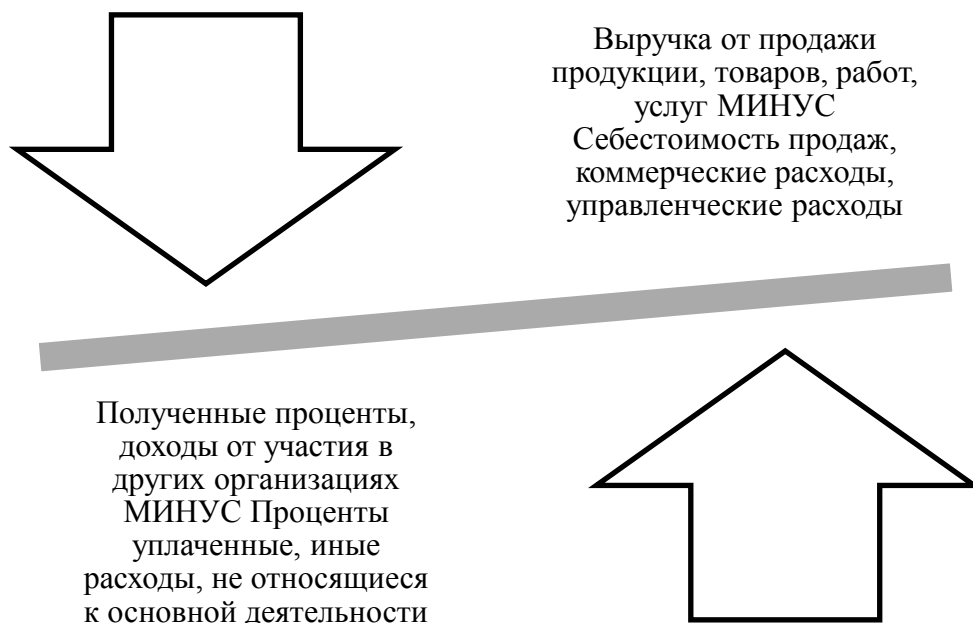 Выручка от продажи
продукции, товаров, работ,
услуг МИНУС
Себестоимость продаж,
коммерческие расходы,
управленческие расходы
Полученные проценты,
доходы от участия в
других организациях
МИНУС Проценты
уплаченные, иные
расходы, не относящиеся
к основной деятельности